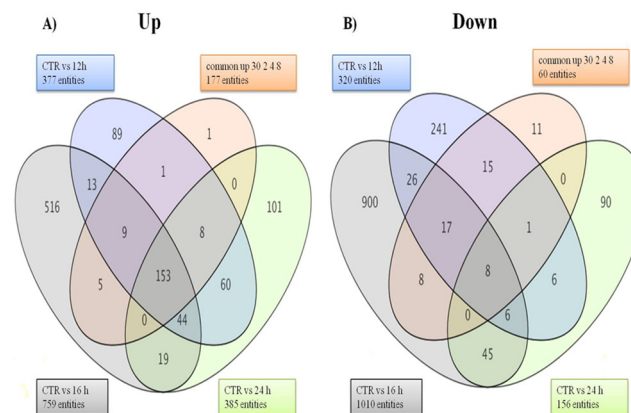 A)
Up
CTR vs 12h
377 entities
common up 30 2 4 8
177 entities
89
1
13
1
0
516
101
9
8
153
5
60
0
44
19
CTR vs 16 h
759 entities
CTR vs 24 h
385 entities
B)
Down
CTR vs 12h
320 entities
common up 30 2 4 8
60 entities
241
11
26
15
0
900
90
17
1
8
8
6
0
6
45
CTR vs 16 h
1010 entities
CTR vs 24 h
156 entities